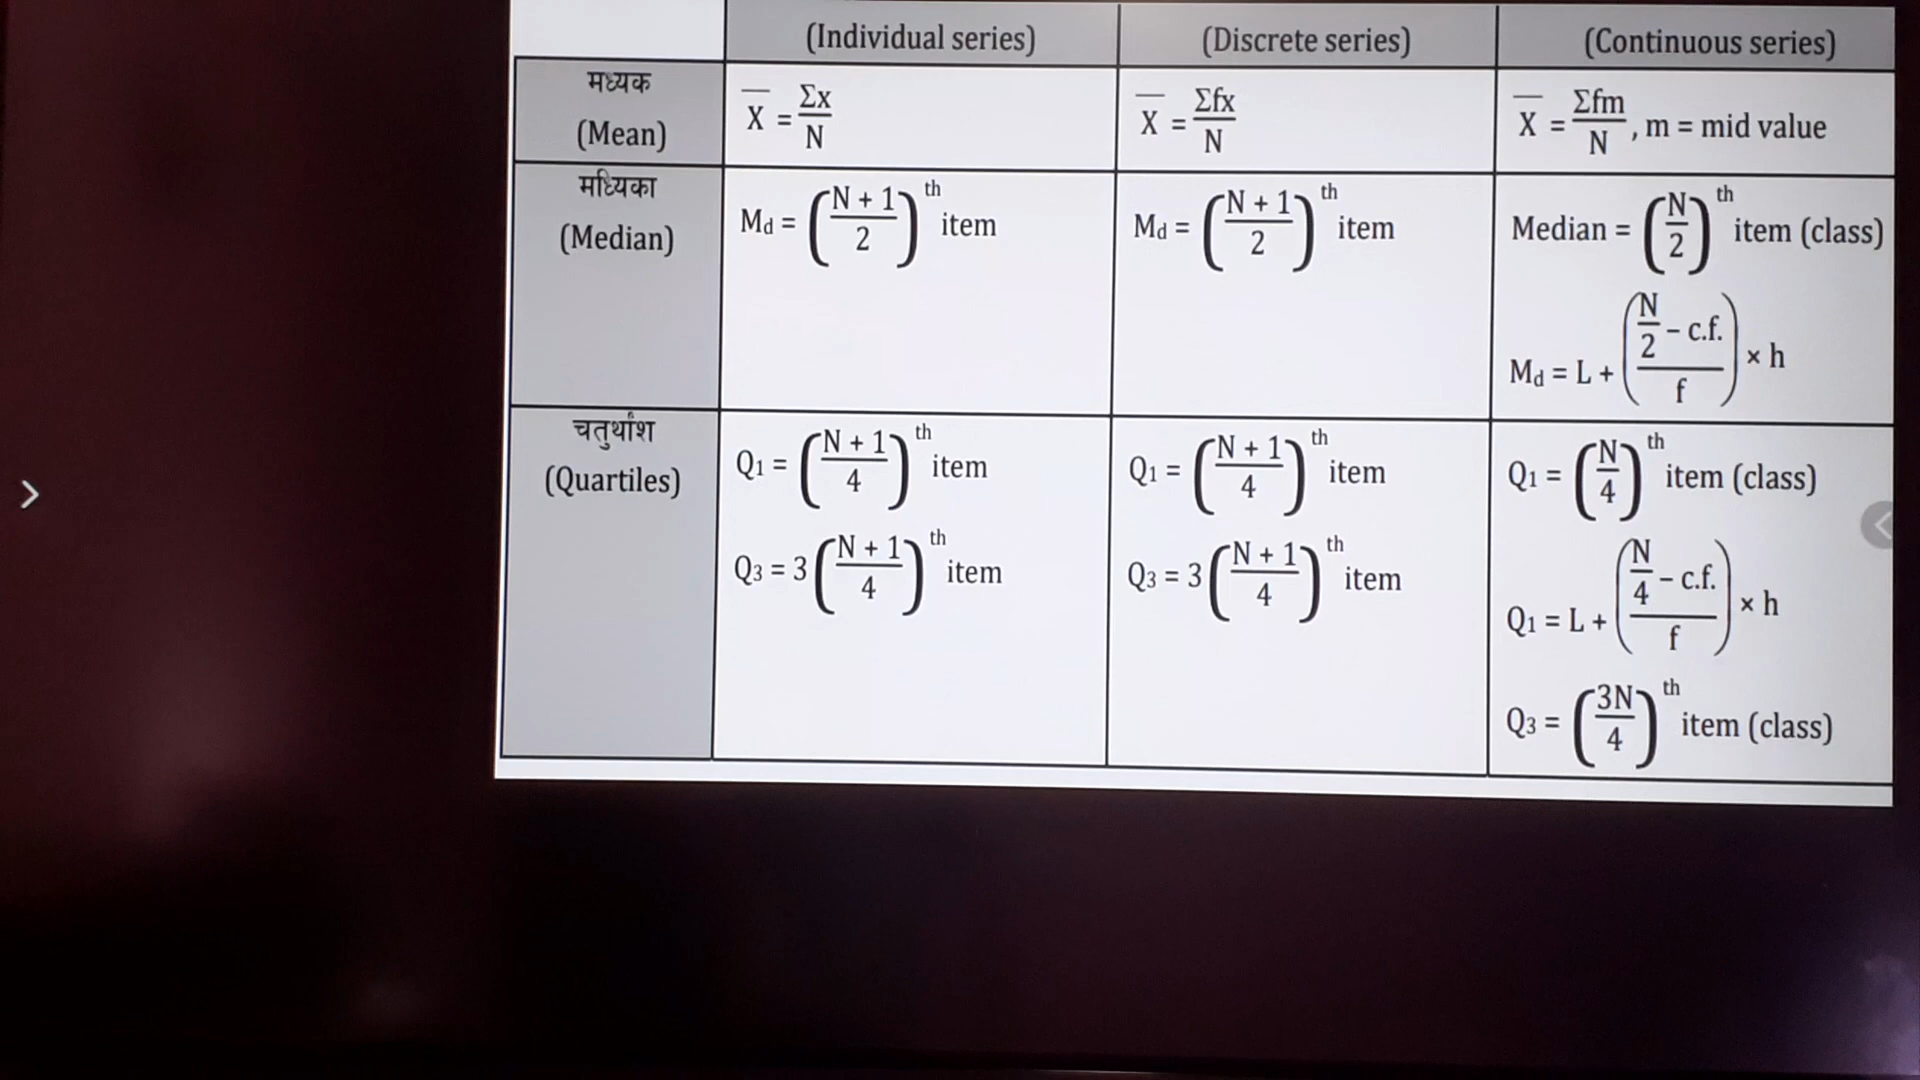 (Individual series) (Discrete series) (Continuous series)
मध्यक
(Mean)
X̅ = Σx/N
X̅ = Σfx/N
X̅ = Σfm/N , m = mid value
मध्यिका
(Median)
Md = ((N + 1)/2)th item
Md = ((N + 1)/2)th item
Median = (N/2)th item (class)
Md = L + ((N/2 – c.f.)/f) × h
चतुर्थांश
(Quartiles)
Q1 = ((N + 1)/4)th item
Q3 = 3((N + 1)/4)th item
Q1 = ((N + 1)/4)th item
Q3 = 3((N + 1)/4)th item
Q1 = (N/4)th item (class)
Q1 = L + ((N/4 – c.f.)/f) × h
Q3 = (3N/4)th item (class)